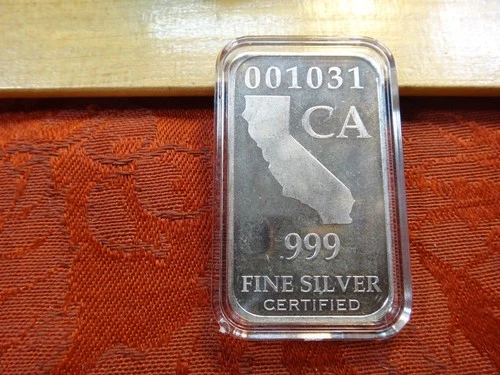 001031
CA
.999
FINE SILVER
CERTIFIED